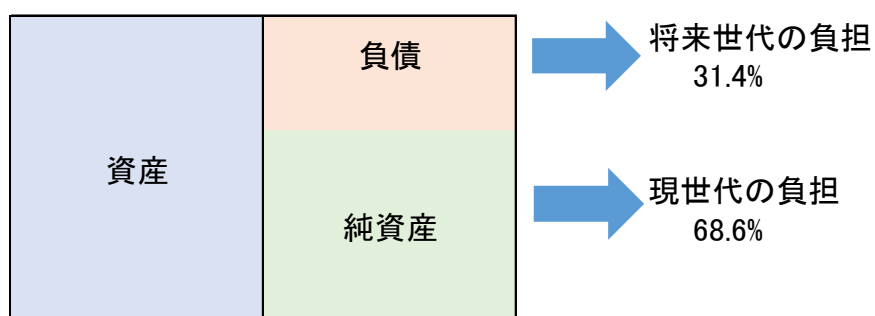 負債
将来世代の負担
31.4%
資産
現世代の負担
68.6%
純資産